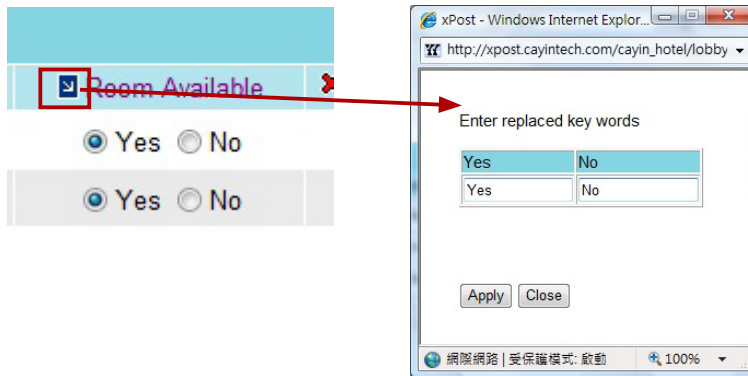 Room Available
Yes No
Yes No
xPost - Windows Internet Explor...
http://xpost.cayintech.com/cayin_hotel/lobby
Enter replaced key words
Yes No
Yes No
Apply Close
網際網路 | 受保護模式: 啟動 100%